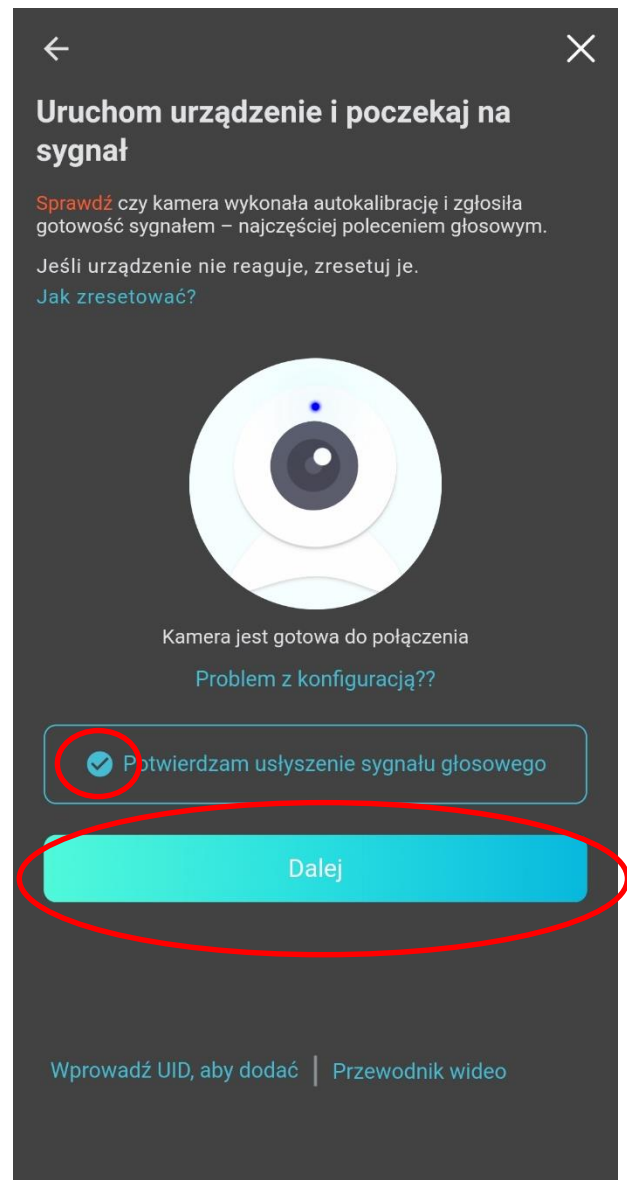 Uruchom urządzenie i poczekaj na
sygnał
Sprawdź czy kamera wykonała autokalibrację i zgłosiła
gotowość sygnałem – najczęściej poleceniem głosowym.
Jeśli urządzenie nie reaguje, zresetuj je.
Jak zresetować?
Kamera jest gotowa do połączenia
Problem z konfiguracją??
Potwierdzam usłyszenie sygnału głosowego
Dalej
Wprowadź UID, aby dodać | Przewodnik wideo